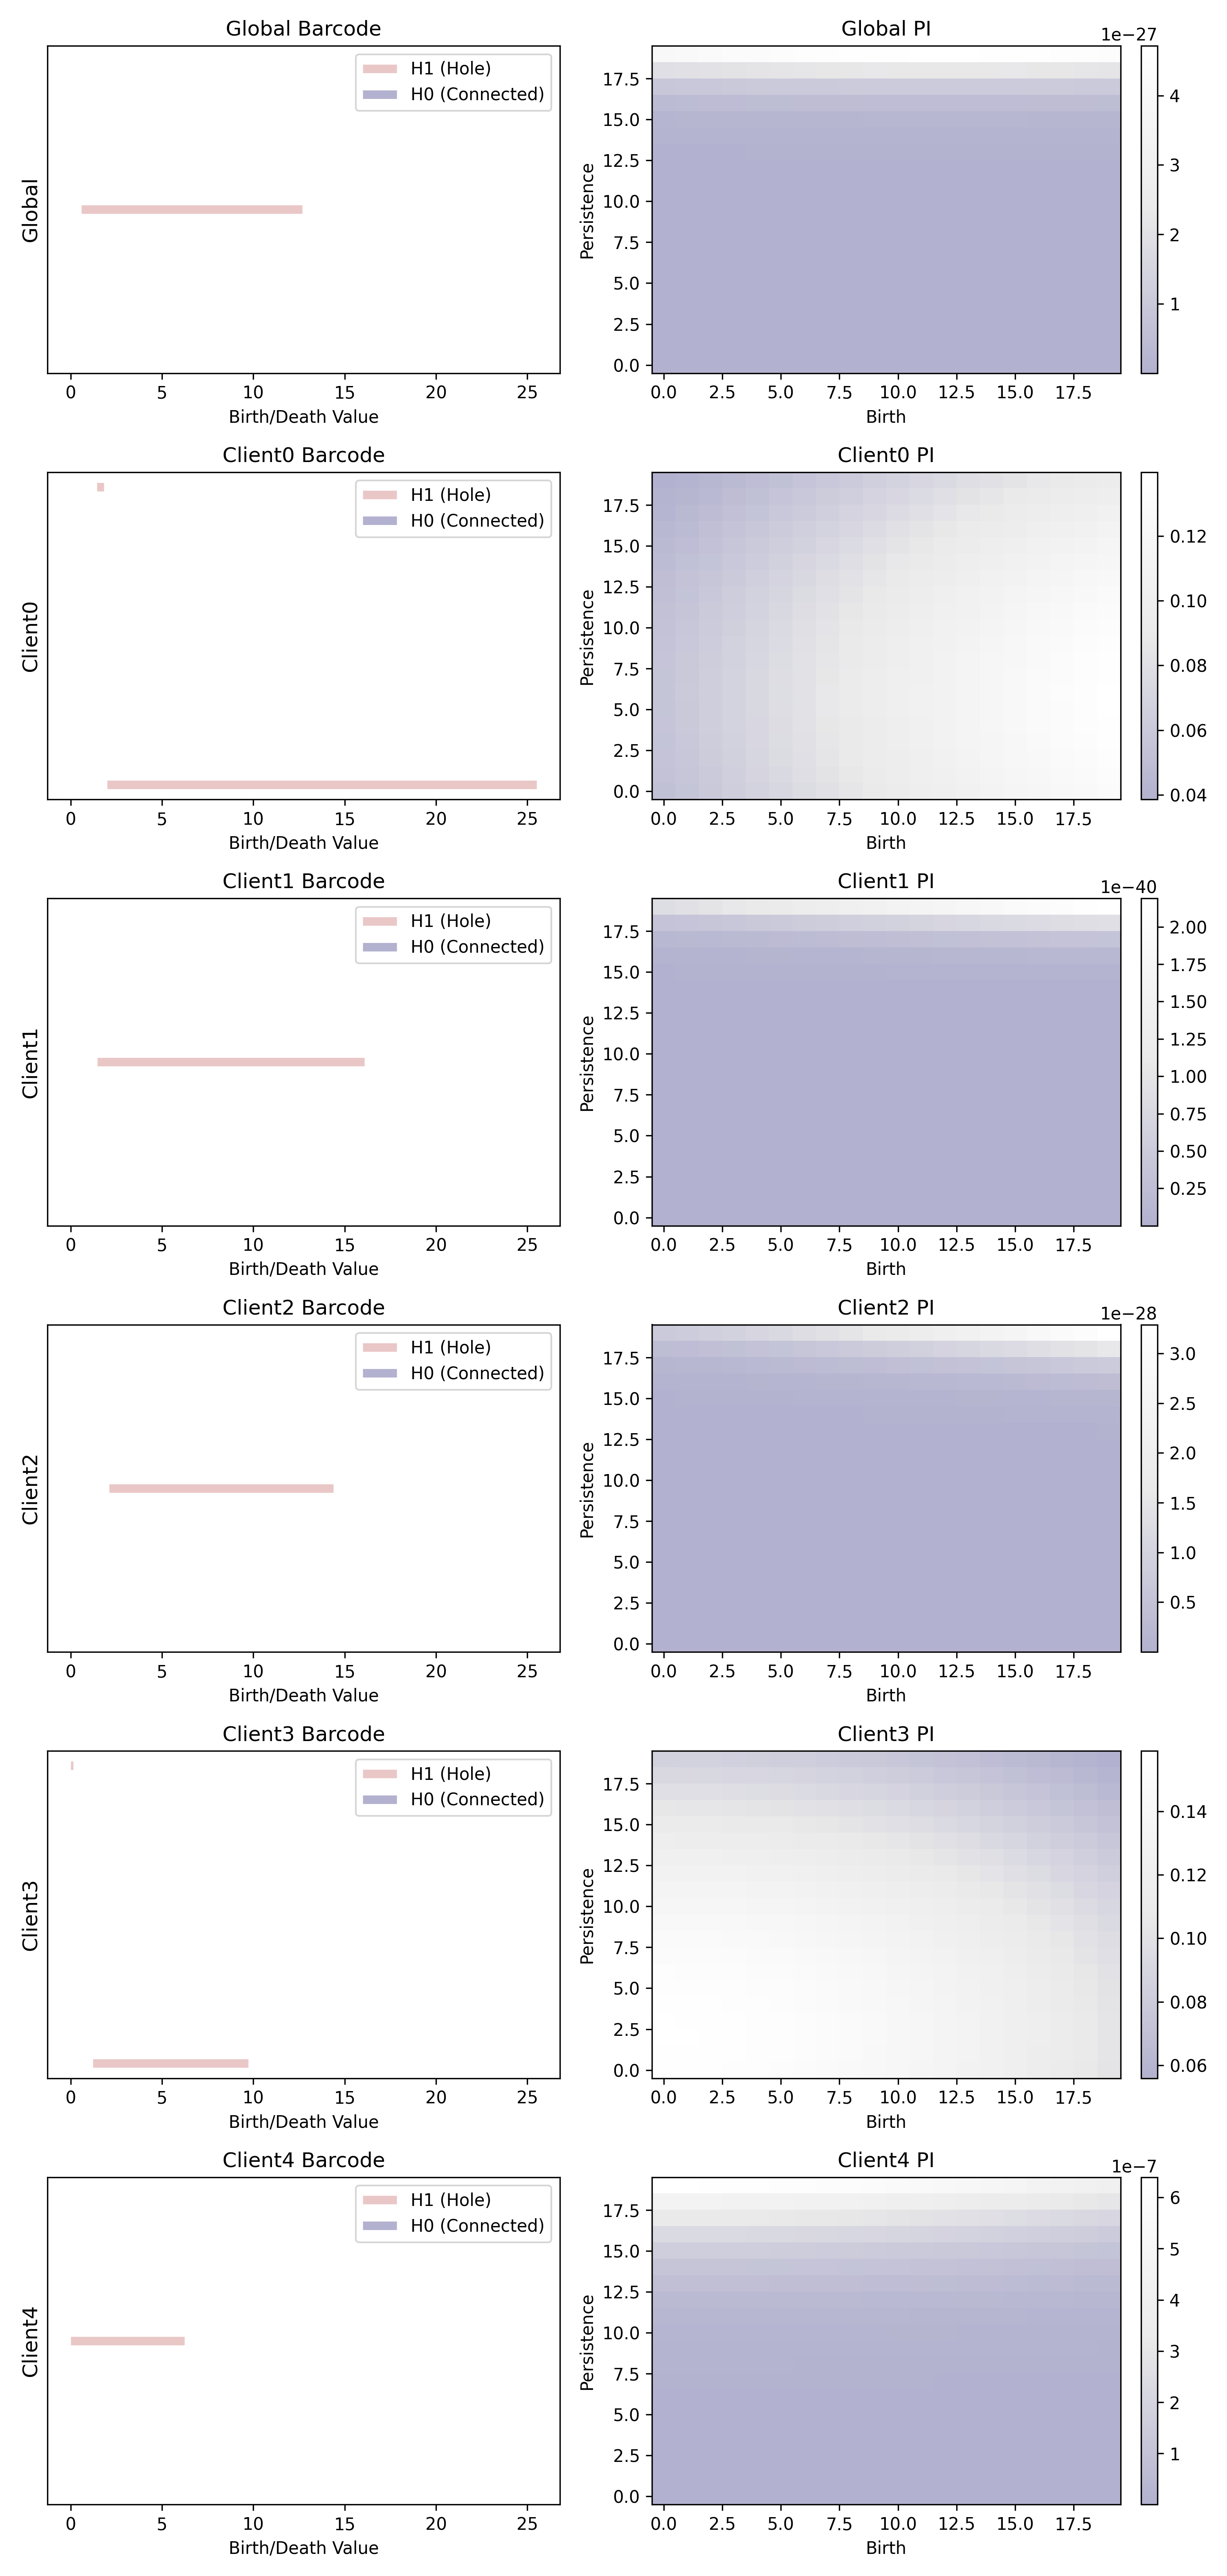 Global Barcode
H1 (Hole)
H0 (Connected)
Global
0 5 10 15 20 25
Birth/Death Value
Global PI
1e−27
Persistence
17.5
15.0
12.5
10.0
7.5
5.0
2.5
0.0
0.0 2.5 5.0 7.5 10.0 12.5 15.0 17.5
Birth
4
3
2
1
Client0 Barcode
H1 (Hole)
H0 (Connected)
Client0
0 5 10 15 20 25
Birth/Death Value
Client0 PI
Persistence
17.5
15.0
12.5
10.0
7.5
5.0
2.5
0.0
0.0 2.5 5.0 7.5 10.0 12.5 15.0 17.5
Birth
0.12
0.10
0.08
0.06
0.04
Client1 Barcode
H1 (Hole)
H0 (Connected)
Client1
0 5 10 15 20 25
Birth/Death Value
Client1 PI
1e−40
Persistence
17.5
15.0
12.5
10.0
7.5
5.0
2.5
0.0
0.0 2.5 5.0 7.5 10.0 12.5 15.0 17.5
Birth
2.00
1.75
1.50
1.25
1.00
0.75
0.50
0.25
Client2 Barcode
H1 (Hole)
H0 (Connected)
Client2
0 5 10 15 20 25
Birth/Death Value
Client2 PI
1e−28
Persistence
17.5
15.0
12.5
10.0
7.5
5.0
2.5
0.0
0.0 2.5 5.0 7.5 10.0 12.5 15.0 17.5
Birth
3.0
2.5
2.0
1.5
1.0
0.5
Client3 Barcode
H1 (Hole)
H0 (Connected)
Client3
0 5 10 15 20 25
Birth/Death Value
Client3 PI
Persistence
17.5
15.0
12.5
10.0
7.5
5.0
2.5
0.0
0.0 2.5 5.0 7.5 10.0 12.5 15.0 17.5
Birth
0.14
0.12
0.10
0.08
0.06
Client4 Barcode
H1 (Hole)
H0 (Connected)
Client4
0 5 10 15 20 25
Birth/Death Value
Client4 PI
1e−7
Persistence
17.5
15.0
12.5
10.0
7.5
5.0
2.5
0.0
0.0 2.5 5.0 7.5 10.0 12.5 15.0 17.5
Birth
6
5
4
3
2
1